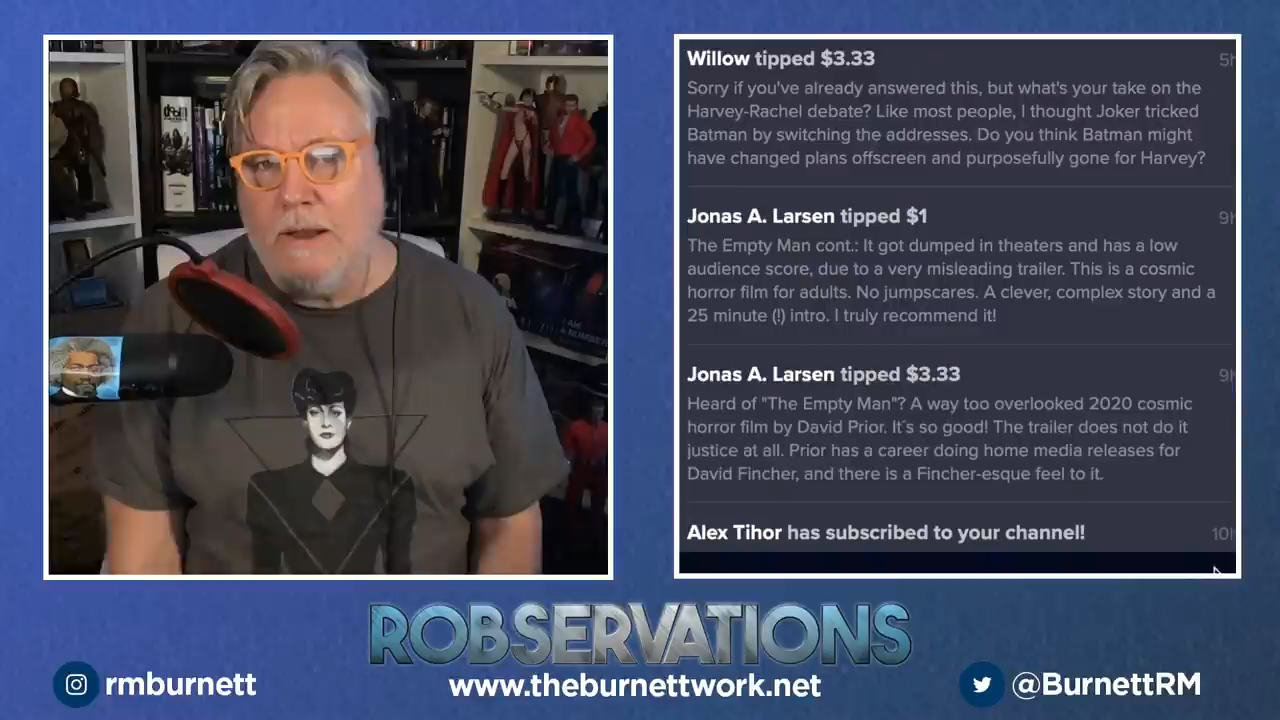 Willow tipped $3.33
5h
Sorry if you've already answered this, but what's your take on the
Harvey-Rachel debate? Like most people, I thought Joker tricked
Batman by switching the addresses. Do you think Batman might
have changed plans offscreen and purposefully gone for Harvey?
Jonas A. Larsen tipped $1
9h
The Empty Man cont.: It got dumped in theaters and has a low
audience score, due to a very misleading trailer. This is a cosmic
horror film for adults. No jumpscares. A clever, complex story and a
25 minute (!) intro. I truly recommend it!
Jonas A. Larsen tipped $3.33
9h
Heard of "The Empty Man"? A way too overlooked 2020 cosmic
horror film by David Prior. It´s so good! The trailer does not do it
justice at all. Prior has a career doing home media releases for
David Fincher, and there is a Fincher-esque feel to it.
Alex Tihor has subscribed to your channel!
10h
ROBSERVATIONS
rmburnett
www.theburnettwork.net
@BurnettRM